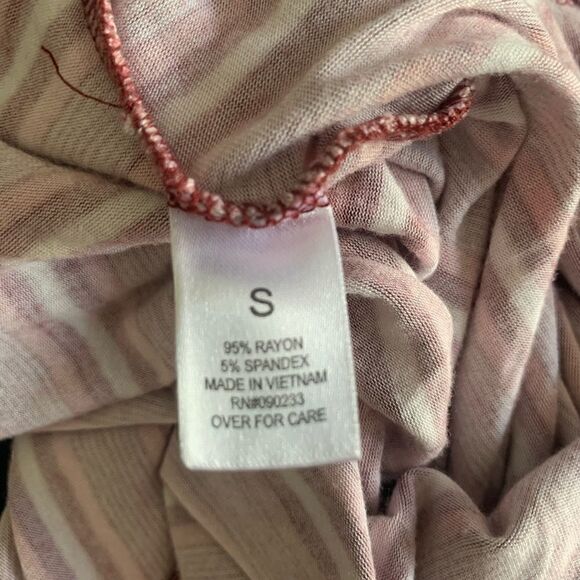 S
95% RAYON
5% SPANDEX
MADE IN VIETNAM
RN#090233
OVER FOR CARE